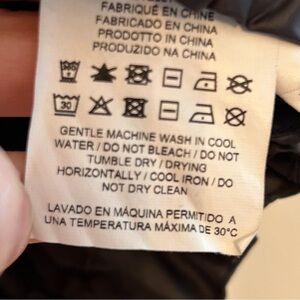 FABRIQUÉ EN CHINE
FABRICADO EN CHINA
PRODOTTO IN CHINA
PRODUZIDO NA CHINA
30
GENTLE MACHINE WASH IN COOL
WATER / DO NOT BLEACH / DO NOT
TUMBLE DRY / DRYING
HORIZONTALLY / COOL IRON / DO
NOT DRY CLEAN
LAVADO EN MÁQUINA PERMITIDO A
UNA TEMPERATURA MÁXIMA DE 30°C